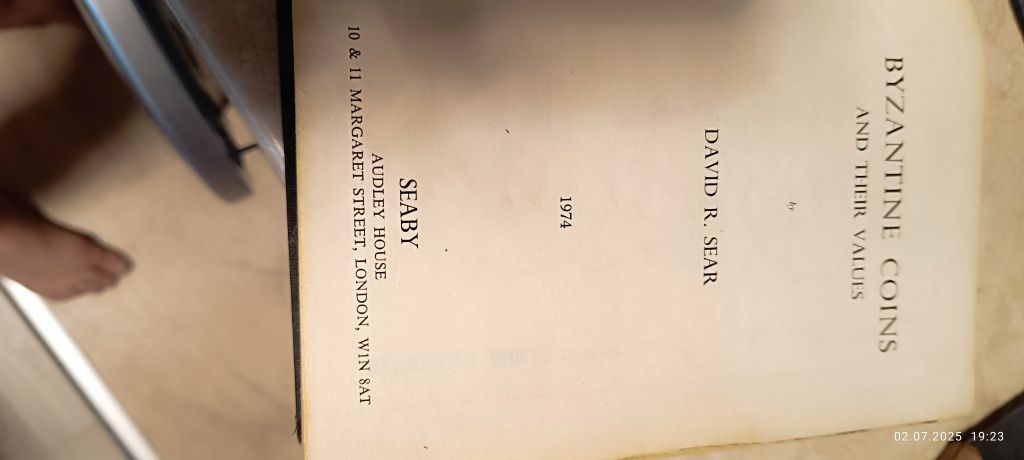 BYZANTINE COINS
AND THEIR VALUES
by
DAVID R. SEAR
1974
SEABY
AUDLEY HOUSE
10 & 11 MARGARET STREET, LONDON, W1N 8AT
02.07.2025 19:23